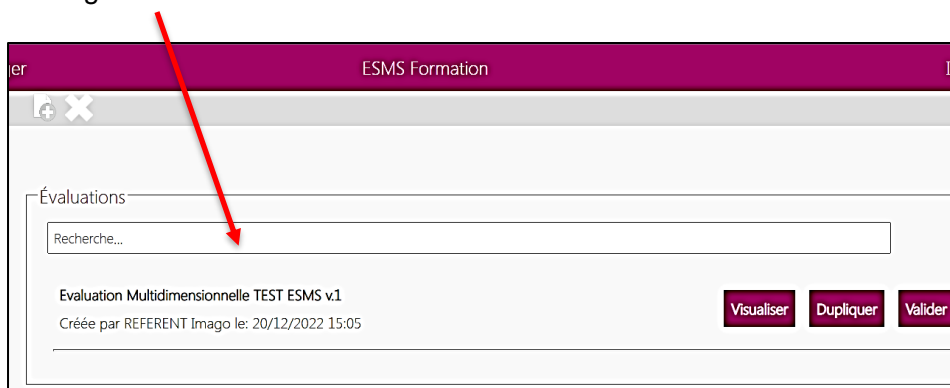 ESMS Formation
Évaluations
Recherche...
Evaluation Multidimensionnelle TEST ESMS v.1
Créée par REFERENT Imago le: 20/12/2022 15:05
Visualiser Dupliquer Valider